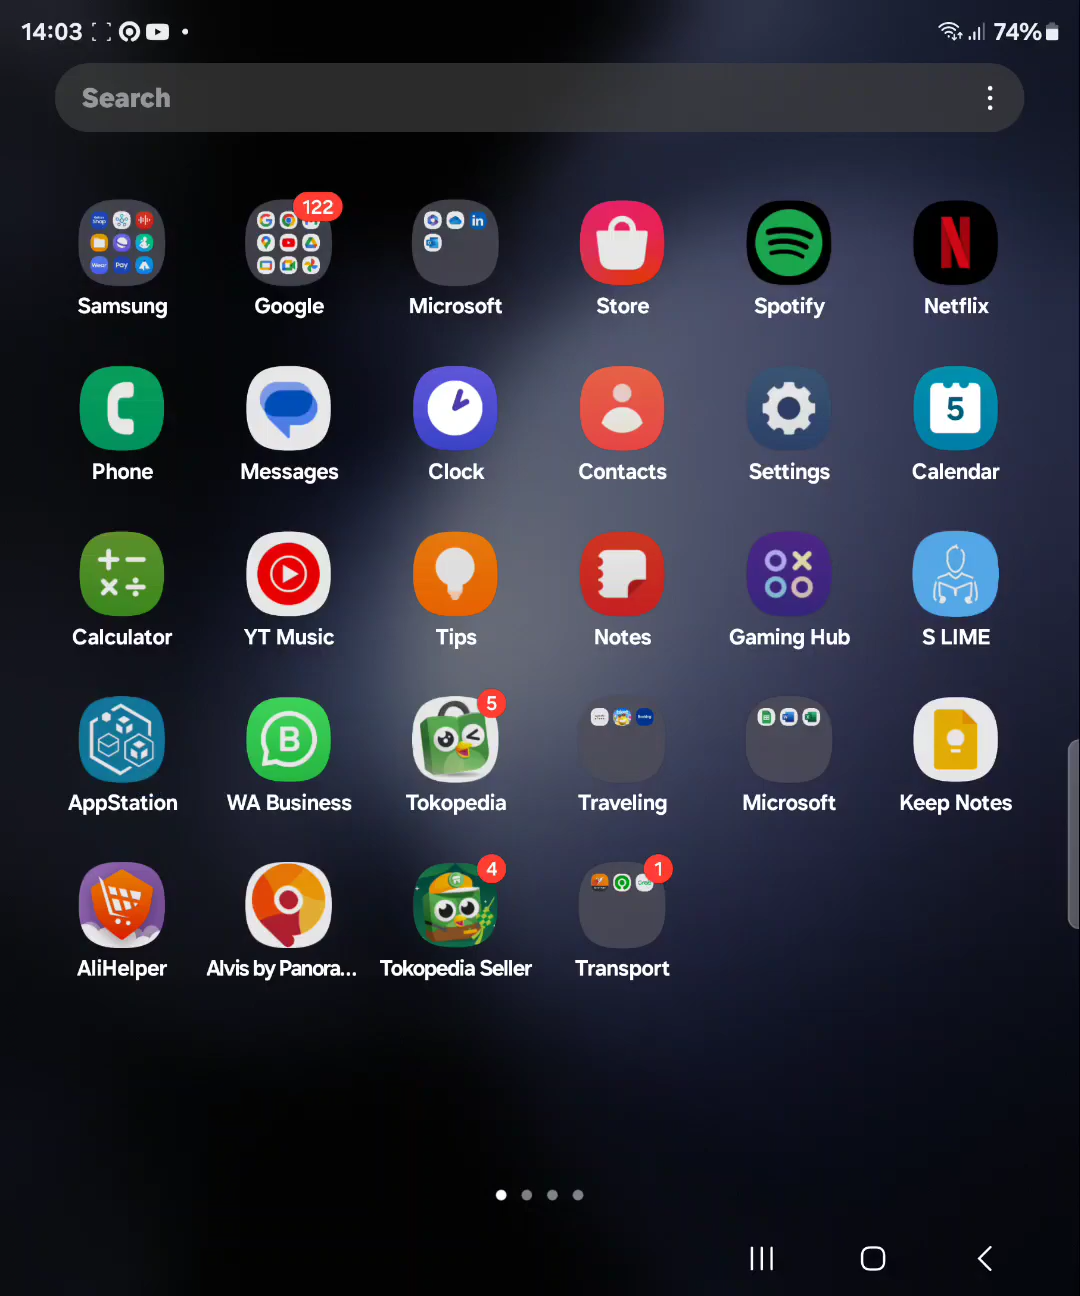 14:03
74%
Search
122
Samsung
Google
Microsoft
Store
Spotify
Netflix
5
Phone
Messages
Clock
Contacts
Settings
Calendar
Calculator
YT Music
Tips
Notes
Gaming Hub
S LIME
5
AppStation
WA Business
Tokopedia
Traveling
Microsoft
Keep Notes
4
1
AliHelper
Alvis by Panora...
Tokopedia Seller
Transport